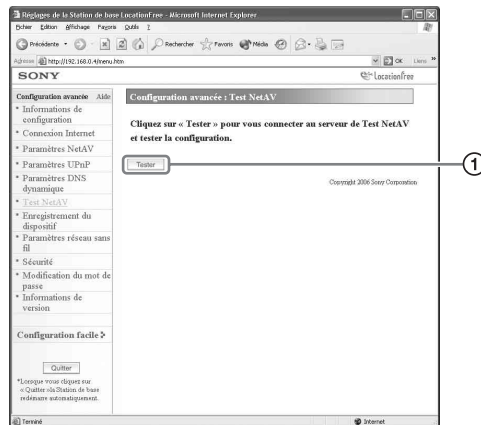 Réglages de la Station de base LocationFree - Microsoft Internet Explorer
Fichier Edition Affichage Favoris Outils ?
Précédente Rechercher Favoris Média
Adresse http://192.168.0.4/menu.htm OK Liens »
SONY LocationFree
Configuration avancée Aide
* Informations de
configuration
* Connexion Internet
* Paramètres NetAV
* Paramètres UPnP
* Paramètres DNS
dynamique
* Test NetAV
* Enregistrement du
dispositif
* Paramètres réseau sans
fil
* Sécurité
* Modification du mot de
passe
* Informations de
version
Configuration facile
Quitter
*Lorsque vous cliquez sur
« Quitter »la Station de base
redémarre automatiquement.
Configuration avancée : Test NetAV
Cliquez sur « Tester » pour vous connecter au serveur de Test NetAV
et tester la configuration.
Tester
1
Copyright 2006 Sony Corporation
Terminé Internet